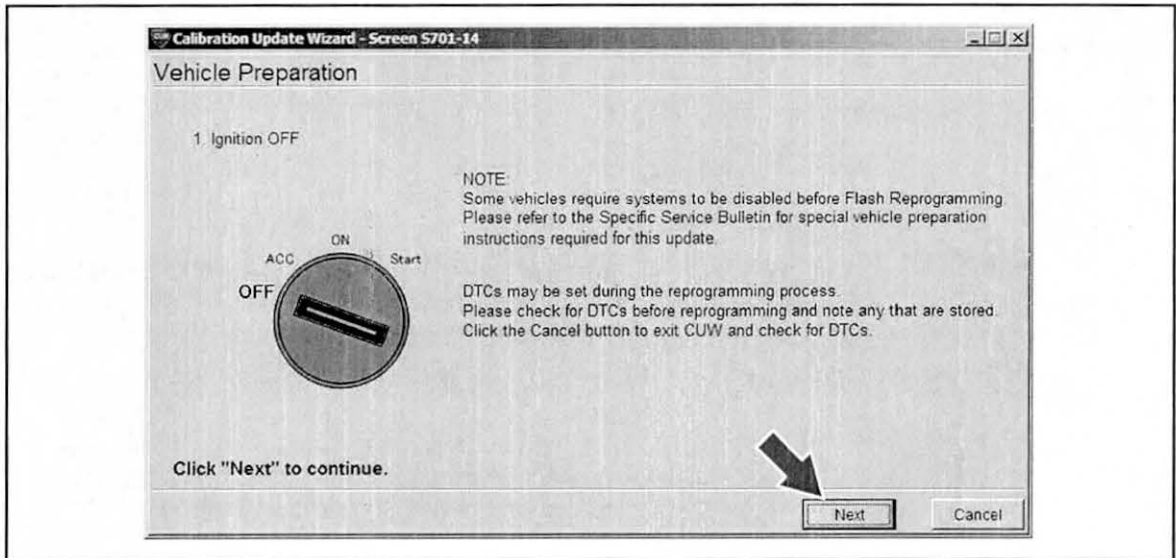 CUW Calibration Update Wizard - Screen S701-14
Vehicle Preparation
1. Ignition OFF
NOTE:
Some vehicles require systems to be disabled before Flash Reprogramming.
Please refer to the Specific Service Bulletin for special vehicle preparation
instructions required for this update.
ON
ACC
Start
OFF
DTCs may be set during the reprogramming process.
Please check for DTCs before reprogramming and note any that are stored.
Click the Cancel button to exit CUW and check for DTCs.
Click "Next" to continue.
Next
Cancel